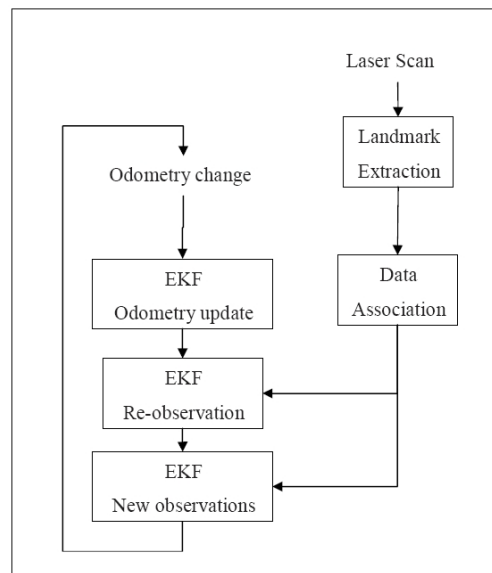 Laser Scan
Landmark
Extraction
Odometry change
EKF
Odometry update
Data
Association
EKF
Re-observation
EKF
New observations